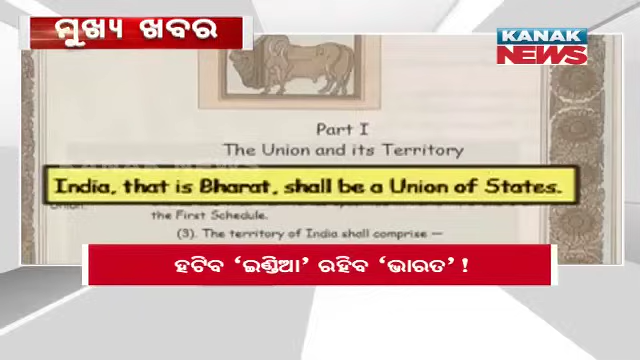 ମୁଖ୍ୟ ଖବର
KANAK
NEWS
Part I
The Union and its Territory
India, that is Bharat, shall be a Union of States.
the First Schedule.
(3). The territory of India shall comprise —
ହଟିବ ‘ଇଣ୍ଡିଆ’ ରହିବ ‘ଭାରତ’ !